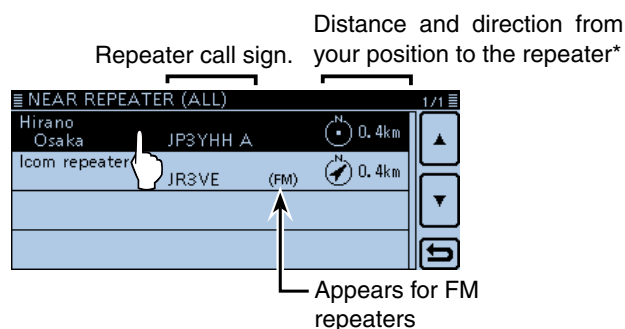 Distance and direction from
Repeater call sign. your position to the repeater*
NEAR REPEATER (ALL) 1/1
Hirano
Osaka JP3YHH A N 0.4km
Icom repeater
JR3VE (FM) N 0.4km
Appears for FM
repeaters